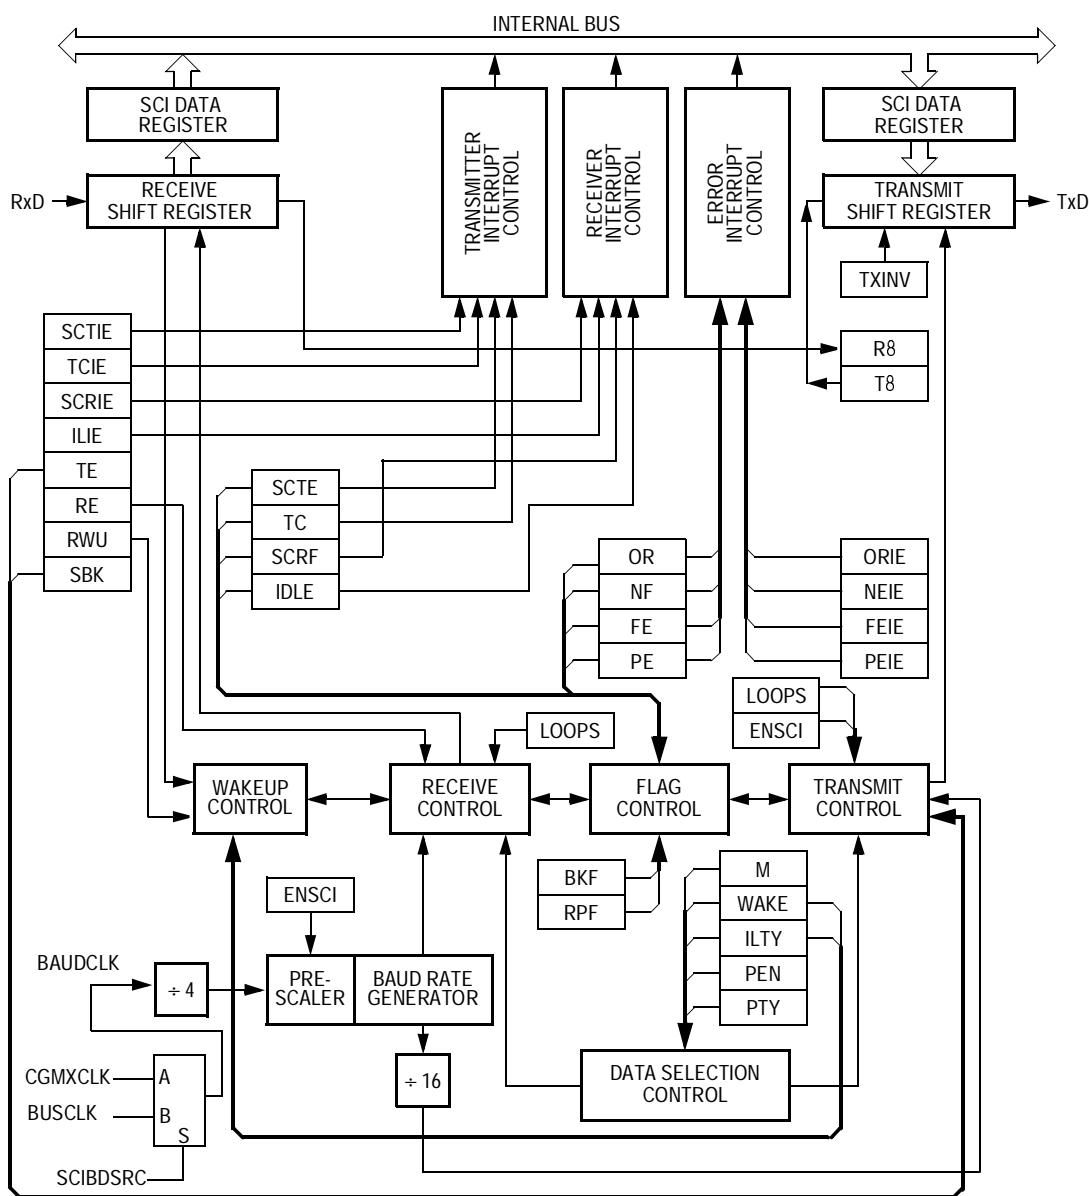 INTERNAL BUS
SCI DATA
REGISTER
SCI DATA
REGISTER
TRANSMITTER
INTERRUPT
CONTROL
RECEIVER
INTERRUPT
CONTROL
ERROR
INTERRUPT
CONTROL
RxD
RECEIVE
SHIFT REGISTER
TRANSMIT
SHIFT REGISTER
TxD
TXINV
SCTIE
TCIE
SCRIE
ILIE
TE
RE
RWU
SBK
R8
T8
SCTE
TC
SCRF
IDLE
OR
NF
FE
PE
ORIE
NEIE
FEIE
PEIE
LOOPS
ENSCI
LOOPS
WAKEUP
CONTROL
RECEIVE
CONTROL
FLAG
CONTROL
TRANSMIT
CONTROL
BKF
RPF
M
WAKE
ILTY
PEN
PTY
ENSCI
BAUDCLK
÷ 4
PRE-
SCALER
BAUD RATE
GENERATOR
÷ 16
DATA SELECTION
CONTROL
CGMXCLK
A
BUSCLK
B
S
SCIBDSRC